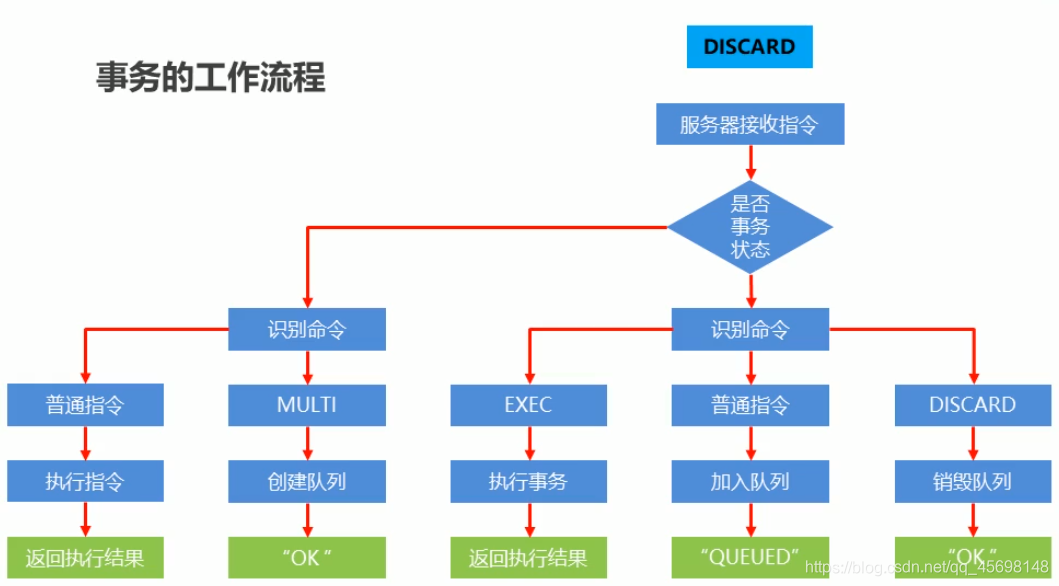 DISCARD
事务的工作流程
服务器接收指令
是否
事务
状态
识别命令
识别命令
普通指令
MULTI
EXEC
普通指令
DISCARD
执行指令
创建队列
执行事务
加入队列
销毁队列
返回执行结果
“OK ”
返回执行结果
“QUEUED”
“OK ”
https://blog.csdn.net/qq_45698148